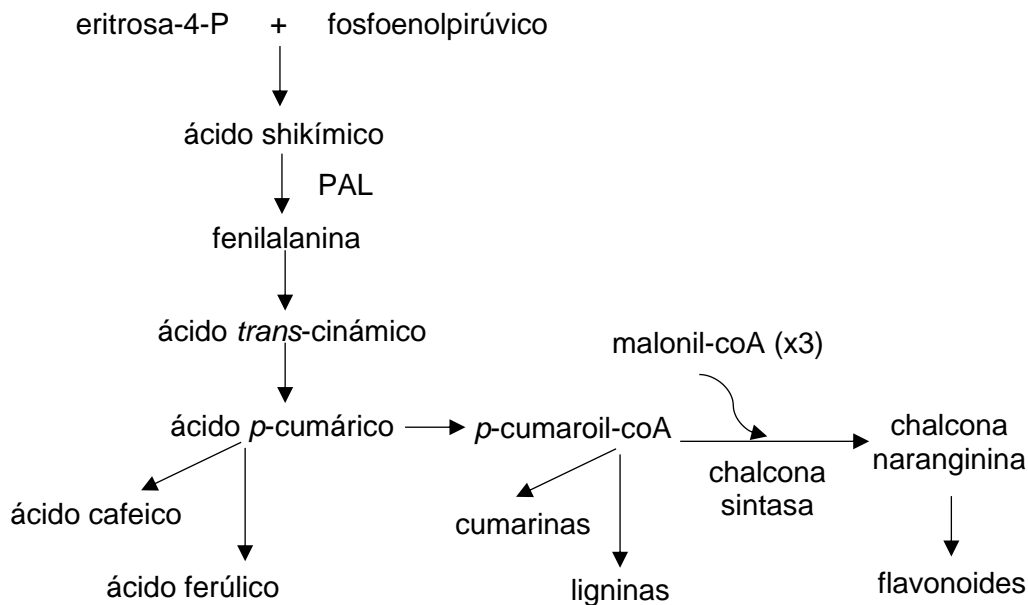 eritrosa-4-P + fosfoenolpirúvico
ácido shikímico
PAL
fenilalanina
ácido trans-cinámico
malonil-coA (x3)
ácido p-cumárico
p-cumaroil-coA
chalcona
naranginina
chalcona
sintasa
ácido cafeico
cumarinas
ácido ferúlico
ligninas
flavonoides